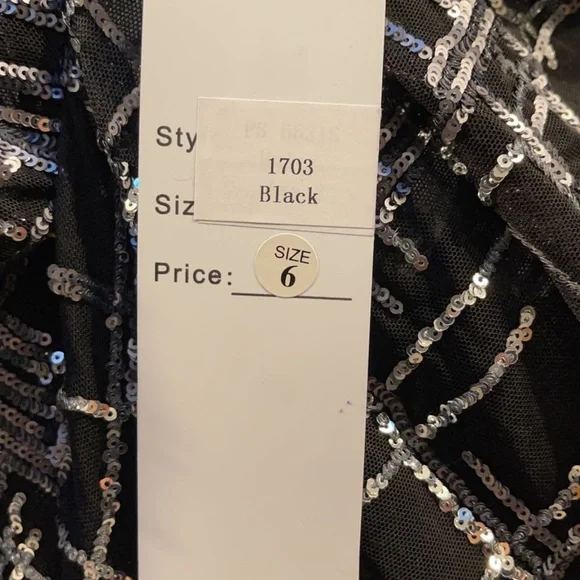 Sty
1703
Black
Siz
SIZE
6
Price: